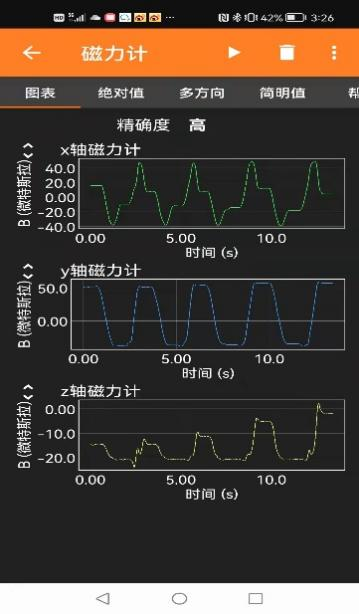 HD 42% 3:26
磁力计
图表 绝对值 多方向 简明值
精确度 高
x轴磁力计
B (微特斯拉)
40.0
20.0
0.00
-20.0
-40.0
0.00 5.00 10.0
时间 (s)
y轴磁力计
B (微特斯拉)
50.0
0.00
0.00 5.00 10.0
时间 (s)
z轴磁力计
B (微特斯拉)
0.00
-10.0
-20.0
0.00 5.00 10.0
时间 (s)